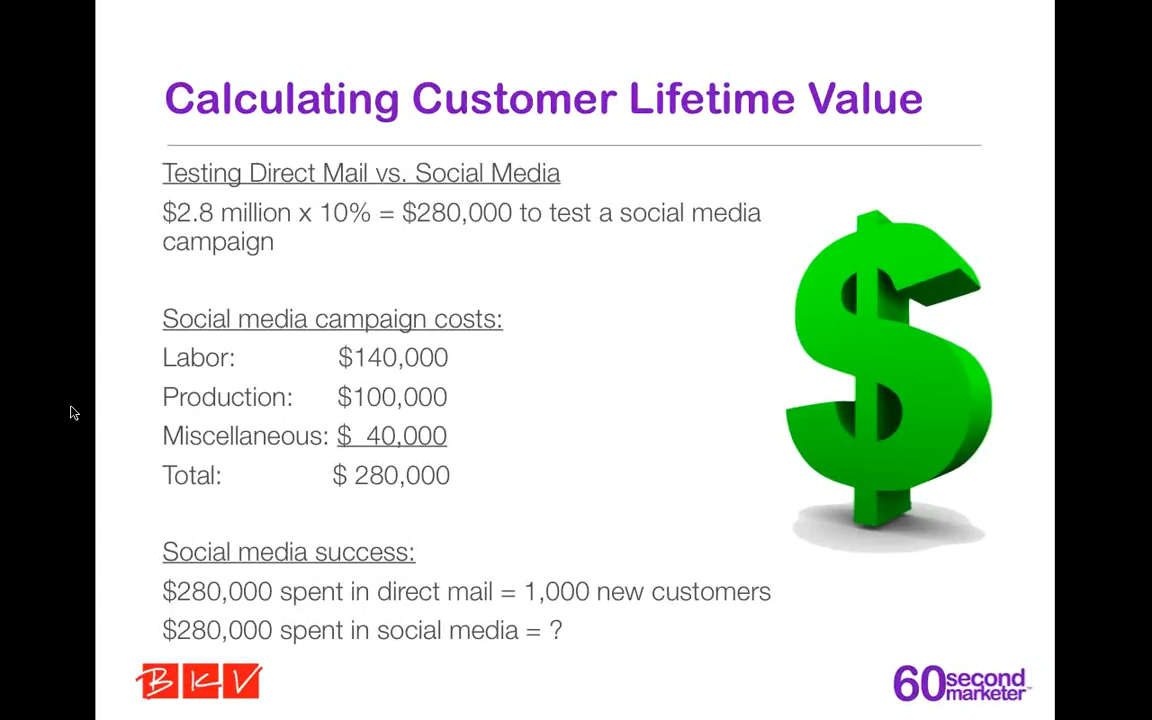 Calculating Customer Lifetime Value
Testing Direct Mail vs. Social Media
$2.8 million x 10% = $280,000 to test a social media
campaign
Social media campaign costs:
Labor: $140,000
Production: $100,000
Miscellaneous: $ 40,000
Total: $ 280,000
Social media success:
$280,000 spent in direct mail = 1,000 new customers
$280,000 spent in social media = ?
BKV
60 second
marketer™